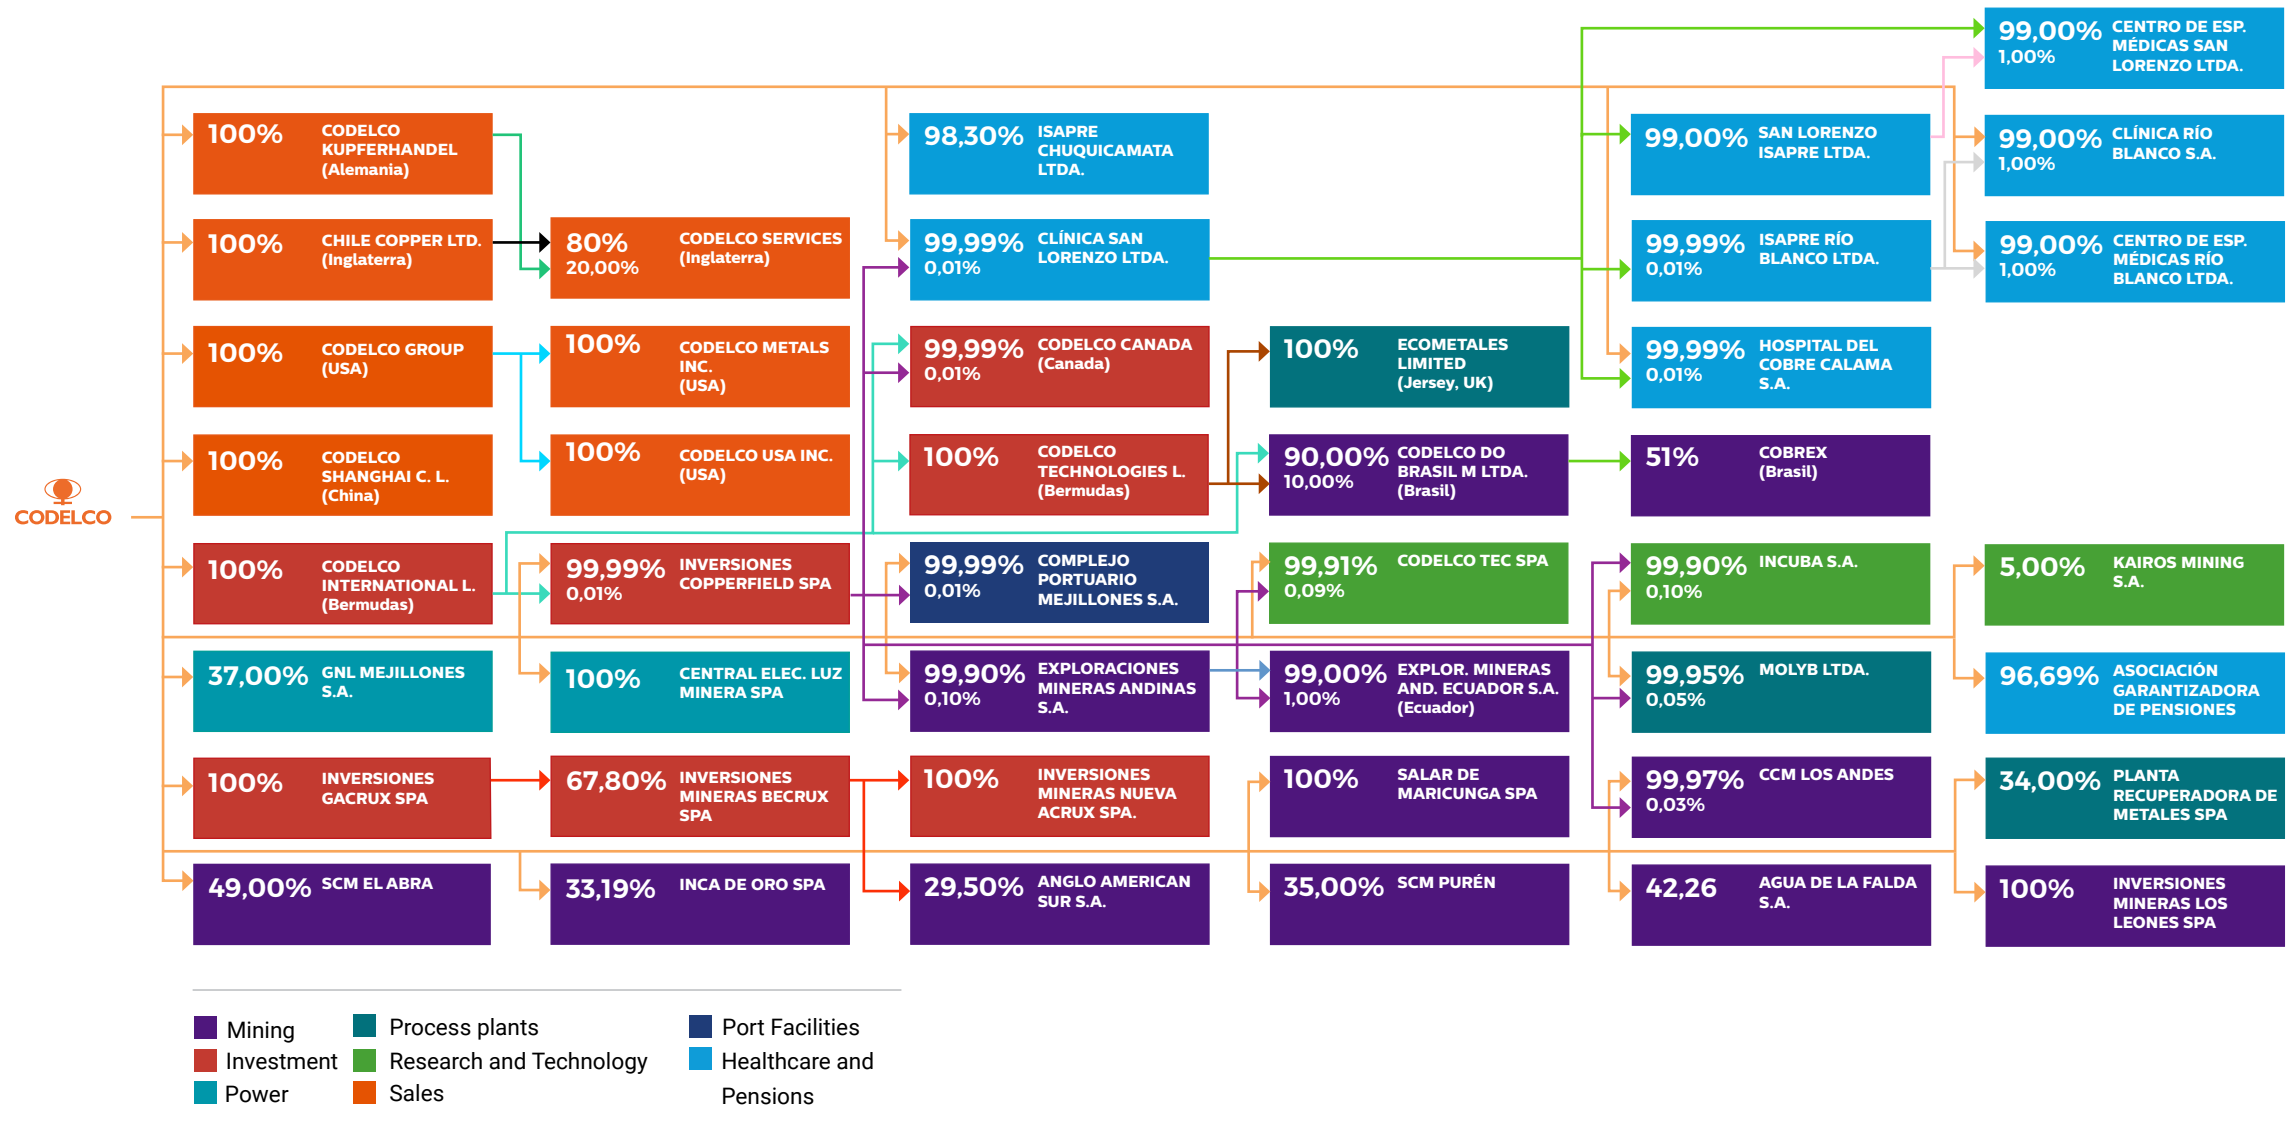 99,00%
1,00%
CENTRO DE ESP.
MÉDICAS SAN
LORENZO LTDA.
100%
CODELCO
KUPFERHANDEL
(Alemania)
98,30%
ISAPRE
CHUQUICAMATA
LTDA.
99,00%
SAN LORENZO
ISAPRE LTDA.
99,00%
1,00%
CLÍNICA RÍO
BLANCO S.A.
100%
CHILE COPPER LTD.
(Inglaterra)
80%
20,00%
CODELCO SERVICES
(Inglaterra)
99,99%
0,01%
CLÍNICA SAN
LORENZO LTDA.
99,99%
0,01%
ISAPRE RÍO
BLANCO LTDA.
99,00%
1,00%
CENTRO DE ESP.
MÉDICAS RÍO
BLANCO LTDA.
100%
CODELCO GROUP
(USA)
100%
CODELCO METALS
INC.
(USA)
99,99%
0,01%
CODELCO CANADA
(Canada)
100%
ECOMETALES
LIMITED
(Jersey, UK)
99,99%
0,01%
HOSPITAL DEL
COBRE CALAMA
S.A.
100%
CODELCO
SHANGHAI C. L.
(China)
100%
CODELCO USA INC.
(USA)
100%
CODELCO
TECHNOLOGIES L.
(Bermudas)
90,00%
10,00%
CODELCO DO
BRASIL M LTDA.
(Brasil)
51%
COBREX
(Brasil)
CODELCO
100%
CODELCO
INTERNATIONAL L.
(Bermudas)
99,99%
0,01%
INVERSIONES
COPPERFIELD SPA
99,99%
0,01%
COMPLEJO
PORTUARIO
MEJILLONES S.A.
99,91%
0,09%
CODELCO TEC SPA
99,90%
0,10%
INCUBA S.A.
5,00%
KAIROS MINING
S.A.
37,00%
GNL MEJILLONES
S.A.
100%
CENTRAL ELEC. LUZ
MINERA SPA
99,90%
0,10%
EXPLORACIONES
MINERAS ANDINAS
S.A.
99,00%
1,00%
EXPLOR. MINERAS
AND. ECUADOR S.A.
(Ecuador)
99,95%
0,05%
MOLYB LTDA.
96,69%
ASOCIACIÓN
GARANTIZADORA
DE PENSIONES
100%
INVERSIONES
GACRUX SPA
67,80%
INVERSIONES
MINERAS BECRUX
SPA
100%
INVERSIONES
MINERAS NUEVA
ACRUX SPA.
100%
SALAR DE
MARICUNGA SPA
99,97%
0,03%
CCM LOS ANDES
34,00%
PLANTA
RECUPERADORA DE
METALES SPA
49,00%
SCM EL ABRA
33,19%
INCA DE ORO SPA
29,50%
ANGLO AMERICAN
SUR S.A.
35,00%
SCM PURÉN
42,26
AGUA DE LA FALDA
S.A.
100%
INVERSIONES
MINERAS LOS
LEONES SPA
Mining
Investment
Power
Process plants
Research and Technology
Sales
Port Facilities
Healthcare and
Pensions